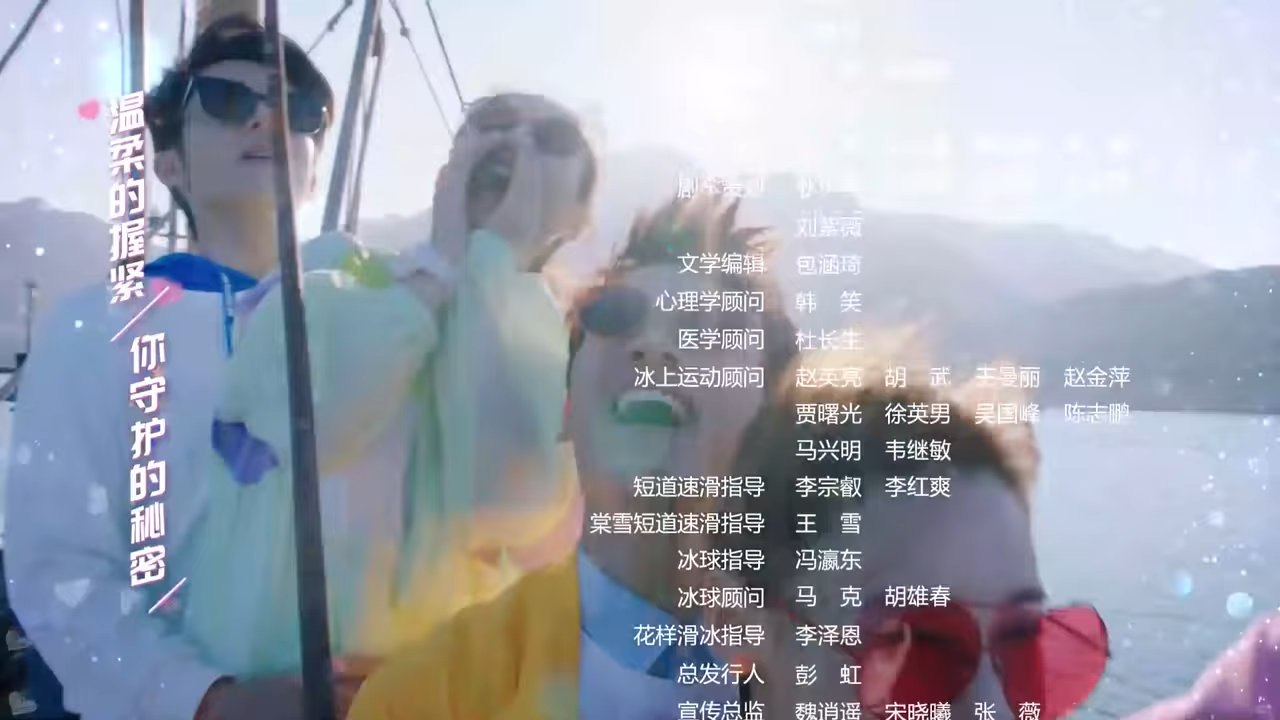 温柔的握紧
你守护的秘密
刘紫薇
文学编辑 包涵琦
心理学顾问 韩 笑
医学顾问 杜长生
冰上运动顾问 赵英亮 胡 武 王曼丽 赵金萍
贾曙光 徐英男 吴国峰 陈志鹏
马兴明 韦继敏
短道速滑指导 李宗叡 李红爽
棠雪短道速滑指导 王 雪
冰球指导 冯瀛东
冰球顾问 马 克 胡雄春
花样滑冰指导 李泽恩
总发行人 彭 虹
宣传总监 魏逍遥 宋晓曦 张 薇